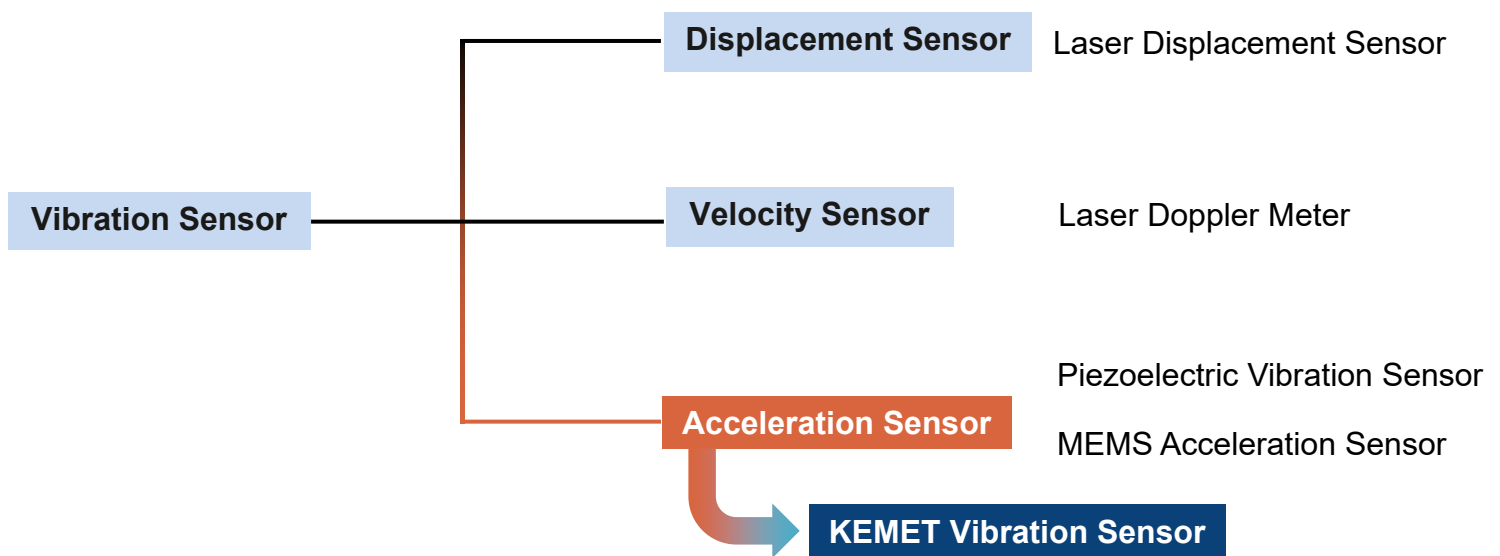 Displacement Sensor
Laser Displacement Sensor
Vibration Sensor
Velocity Sensor
Laser Doppler Meter
Piezoelectric Vibration Sensor
Acceleration Sensor
MEMS Acceleration Sensor
KEMET Vibration Sensor